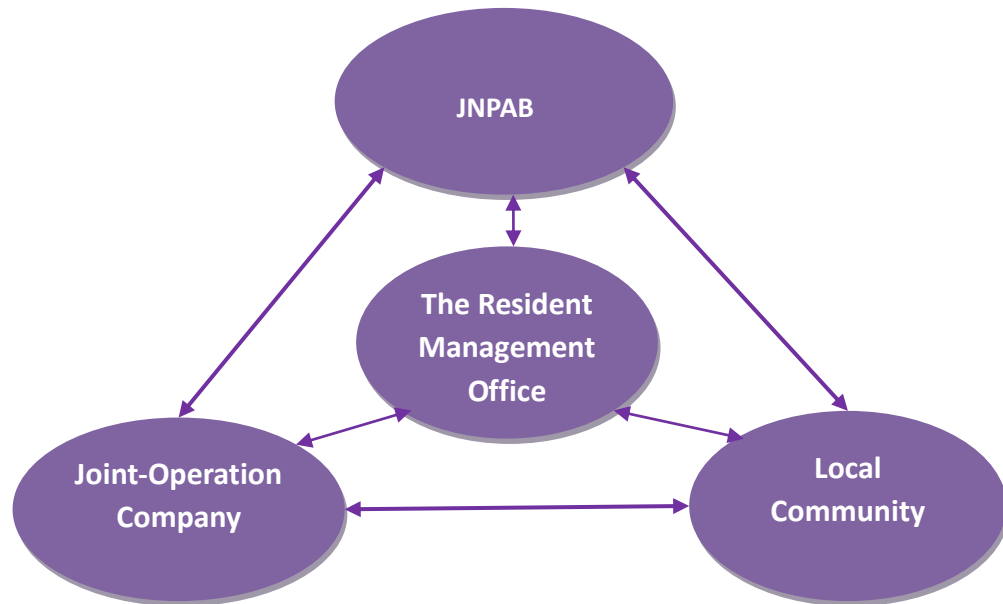 JNPAB
The Resident
Management
Office
Joint-Operation
Company
Local
Community